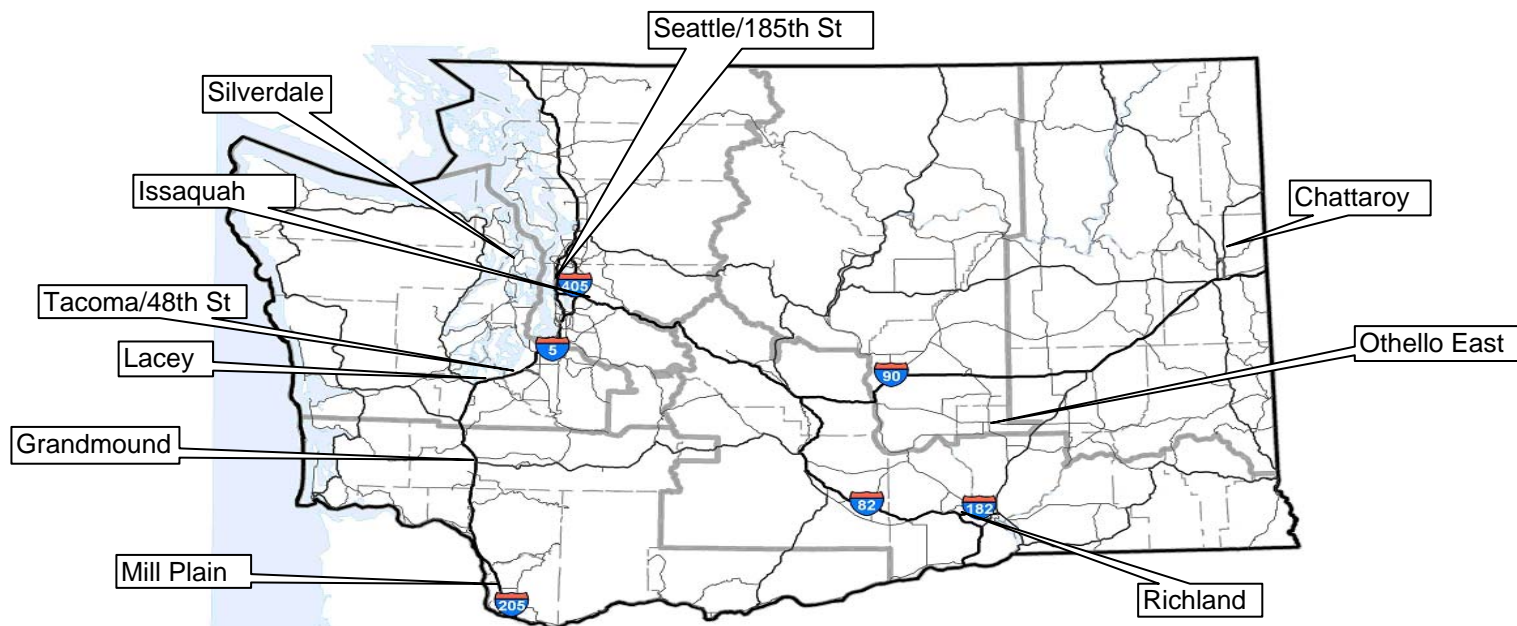 Seattle/185th St
Silverdale
Issaquah
Chattaroy
405
Tacoma/48th St
Othello East
Lacey
5
90
Grandmound
82
182
Mill Plain
205
Richland